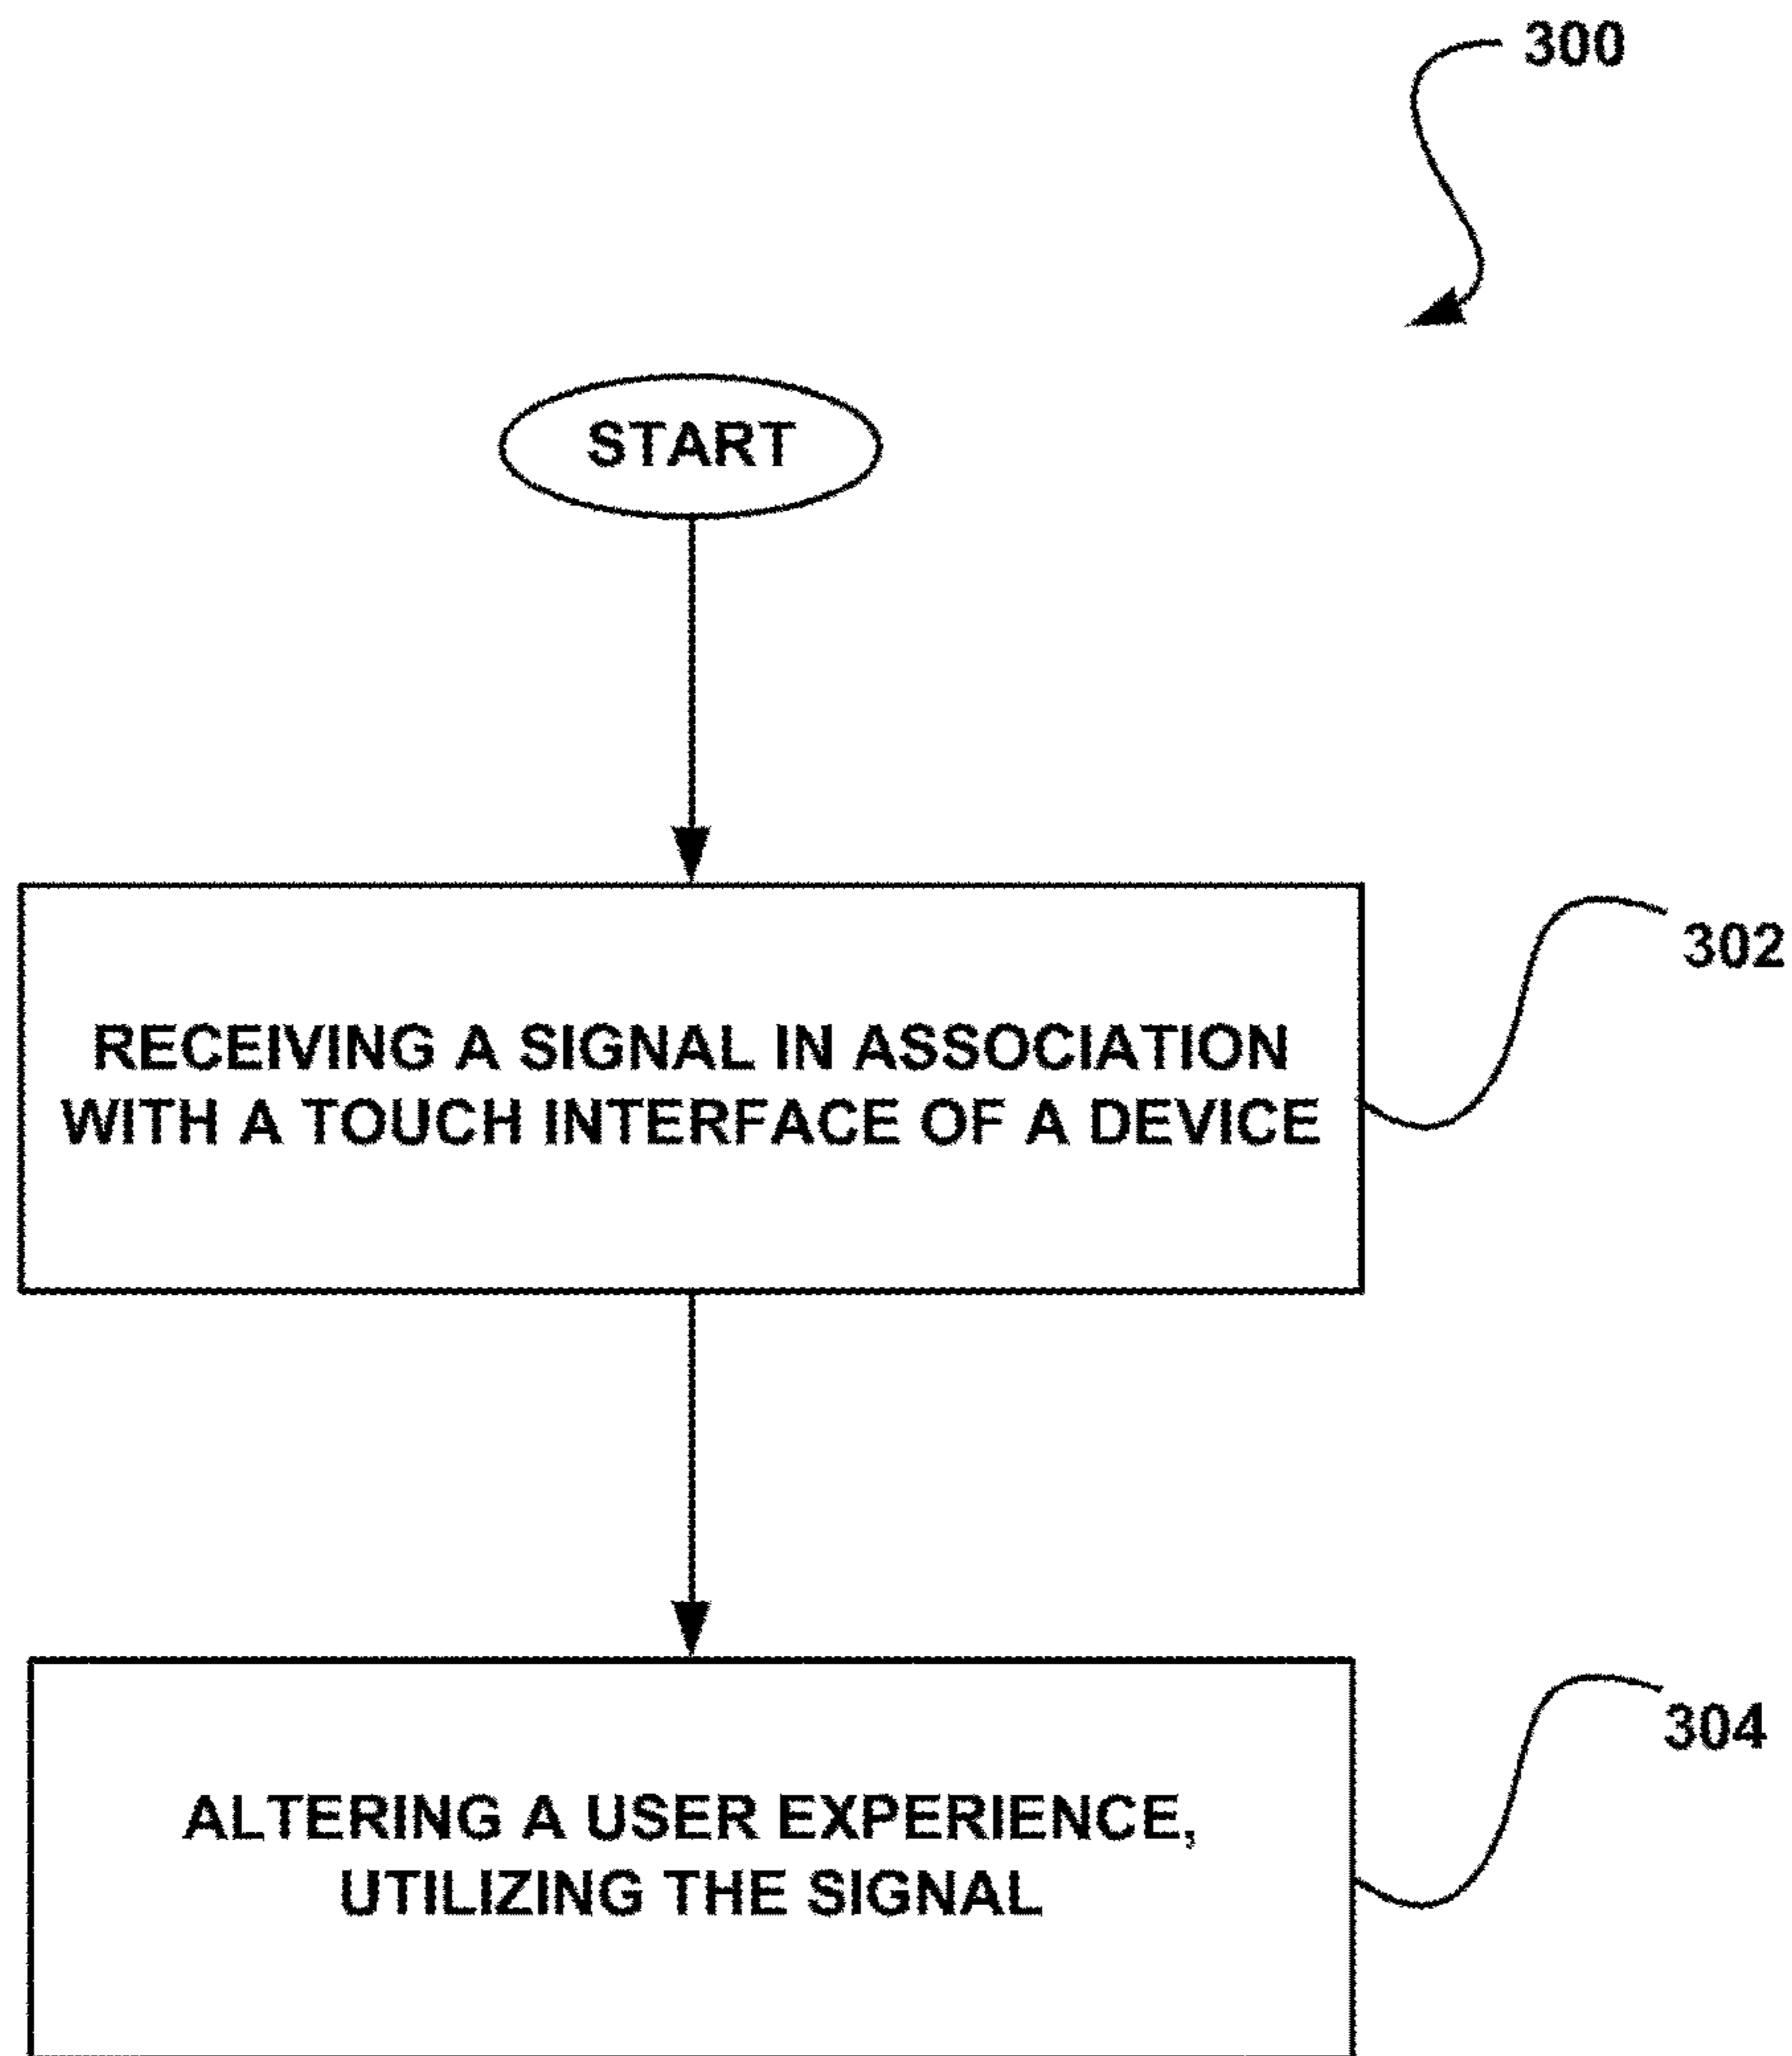 300
START
302
RECEIVING A SIGNAL IN ASSOCIATION
WITH A TOUCH INTERFACE OF A DEVICE
304
ALTERING A USER EXPERIENCE,
UTILIZING THE SIGNAL